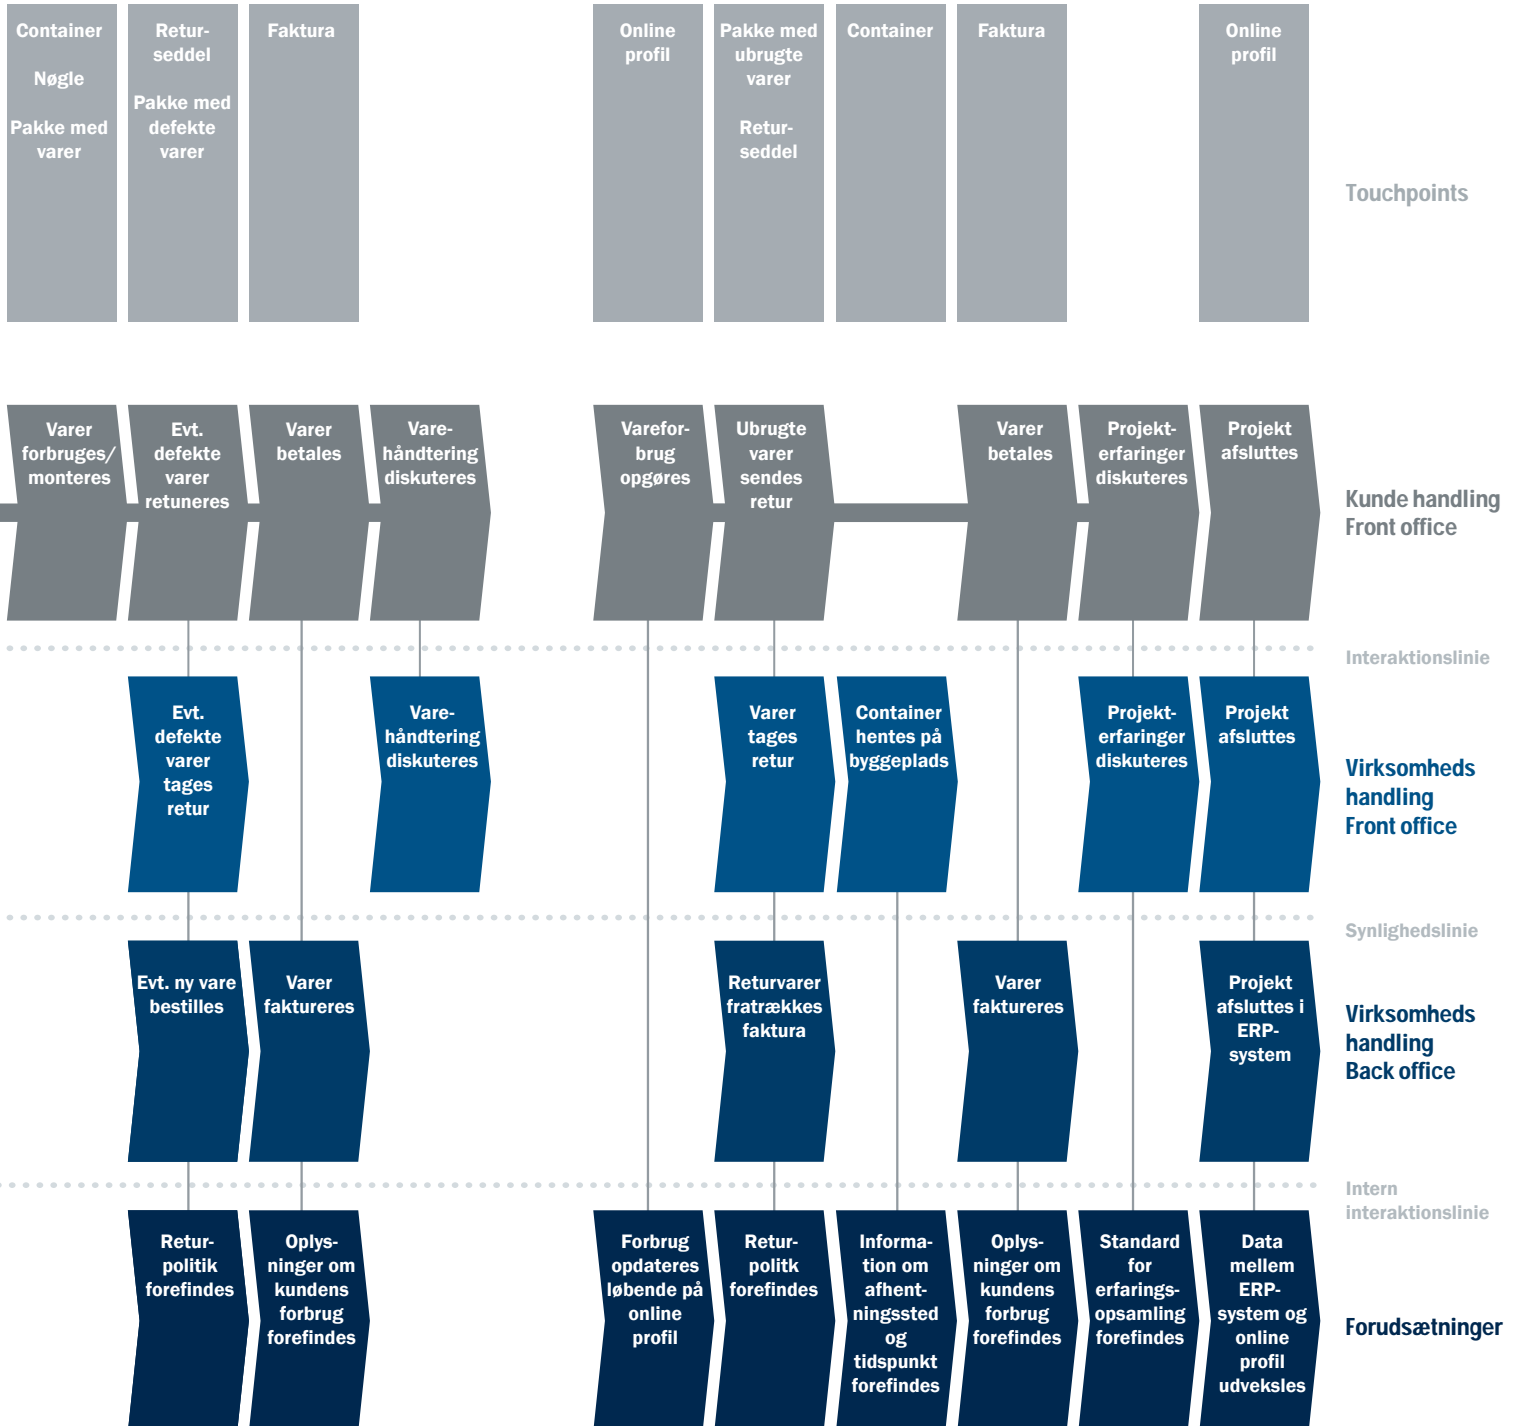 Container
Nøgle
Pakke med
varer
Retur-
seddel
Pakke med
defekte
varer
Faktura
Online
profil
Pakke med
ubrugte
varer
Retur-
seddel
Container
Faktura
Online
profil
Touchpoints
Varer
forbruges/
monteres
Evt.
defekte
varer
retuneres
Varer
betales
Vare-
håndtering
diskuteres
Varefor-
brug
opgøres
Ubrugte
varer
sendes
retur
Varer
betales
Projekt-
erfaringer
diskuteres
Projekt
afsluttes
Kunde handling
Front office
Interaktionslinie
Evt.
defekte
varer
tages
retur
Vare-
håndtering
diskuteres
Varer
tages
retur
Container
hentes på
byggeplads
Projekt-
erfaringer
diskuteres
Projekt
afsluttes
Virksomheds
handling
Front office
Synlighedslinie
Evt. ny vare
bestilles
Varer
faktureres
Returvarer
fratrækkes
faktura
Varer
faktureres
Projekt
afsluttes i
ERP-
system
Virksomheds
handling
Back office
Intern
interaktionslinie
Retur-
politik
forefindes
Oplys-
ninger om
kundens
forbrug
forefindes
Forbrug
opdateres
løbende på
online
profil
Retur-
politk
forefindes
Informa-
tion om
afhent-
ningssted
og
tidspunkt
forefindes
Oplys-
ninger om
kundens
forbrug
forefindes
Standard
for
erfarings-
opsamling
forefindes
Data
mellem
ERP-
system og
online
profil
udveksles
Forudsætninger